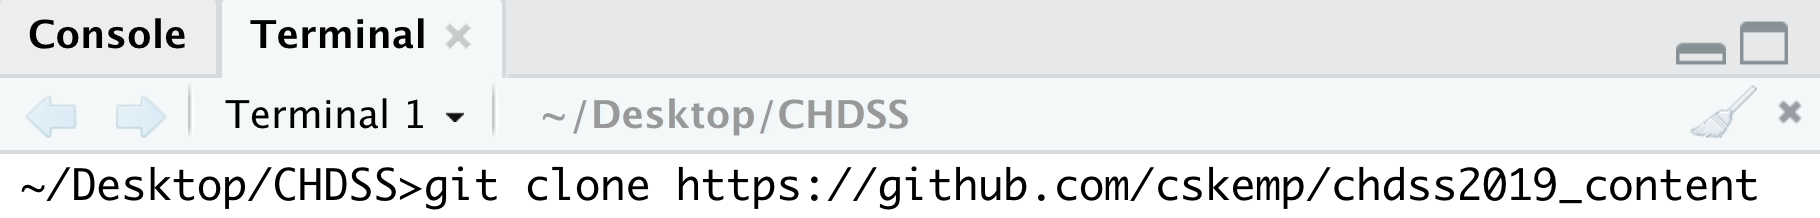 Console Terminal
Terminal 1 ~/Desktop/CHDSS
~/Desktop/CHDSS>git clone https://github.com/cskemp/chdss2019_content